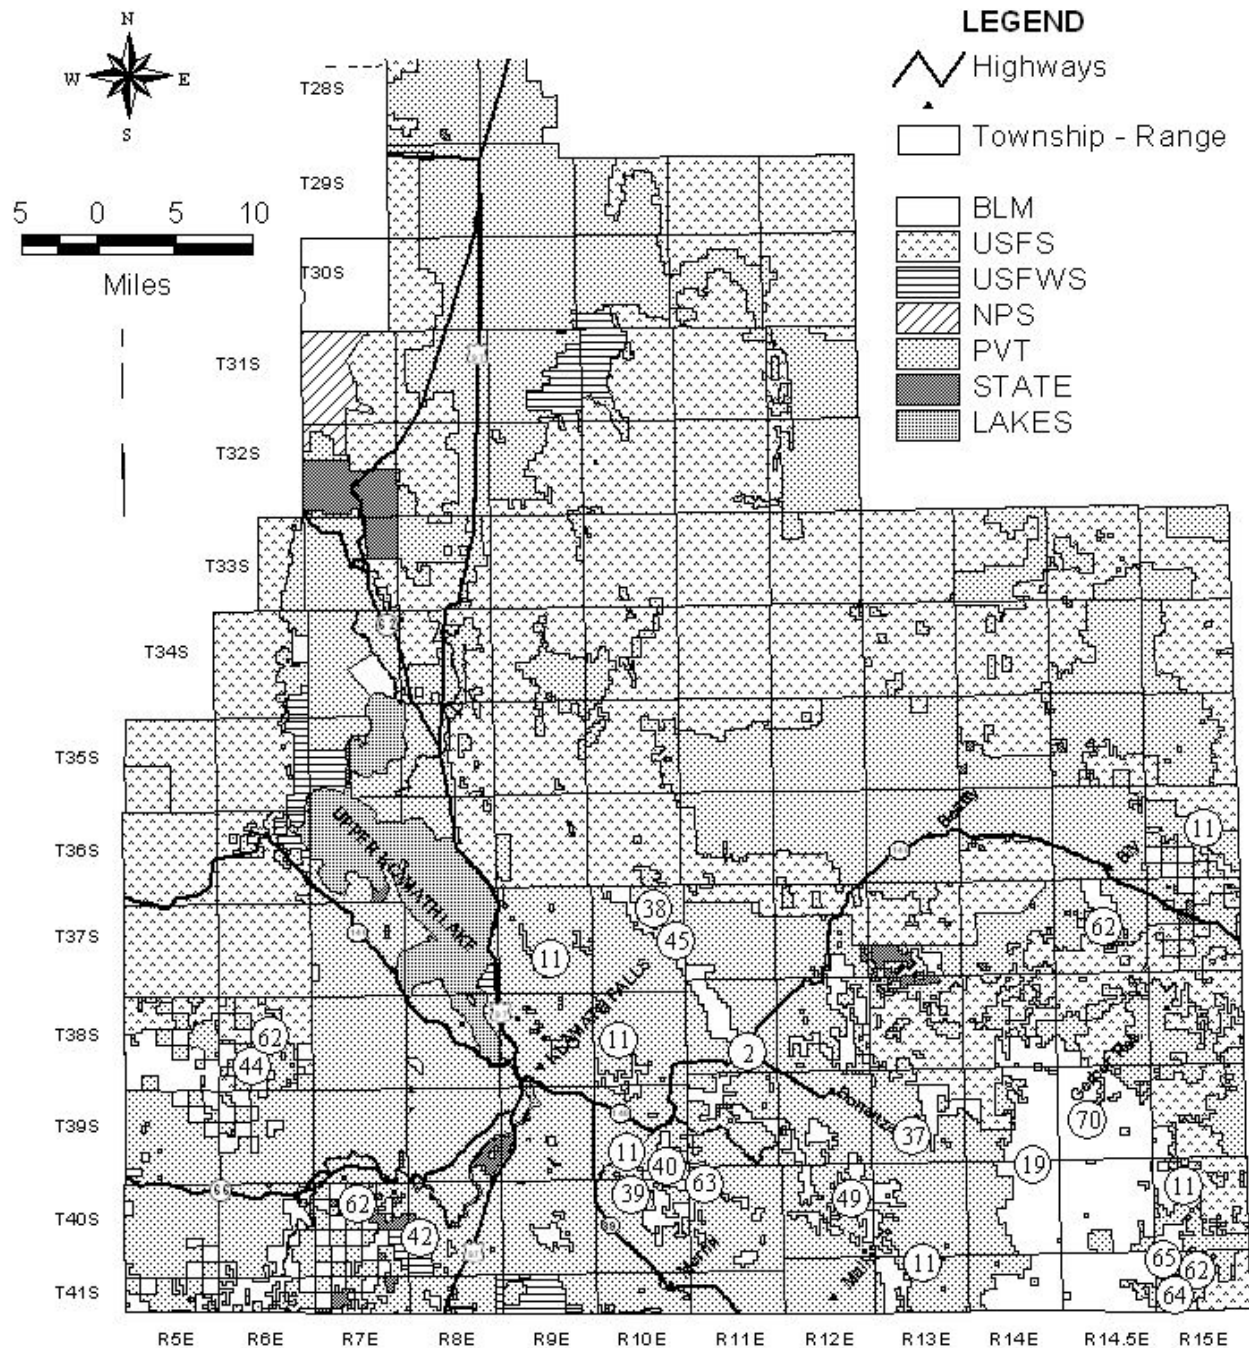 N
W E
S
LEGEND
Highways
Township - Range
BLM
USFS
USFWS
NPS
PVT
STATE
LAKES
5 0 5 10
Miles
T28S
T29S
T30S
T31S
T32S
T33S
T34S
T35S
T36S
T37S
T38S
T39S
T40S
T41S
62
UPPER KLAMATH LAKE
Beatty
Bly
11
38
45
62
11
KLAMATH FALLS
62
44
11
2
Bonanza
37
70
19
11
40
39
63
49
11
66
62
42
39
Merrill
Malin
11
65
62
64
R5E R6E R7E R8E R9E R10E R11E R12E R13E R14E R14.5E R15E